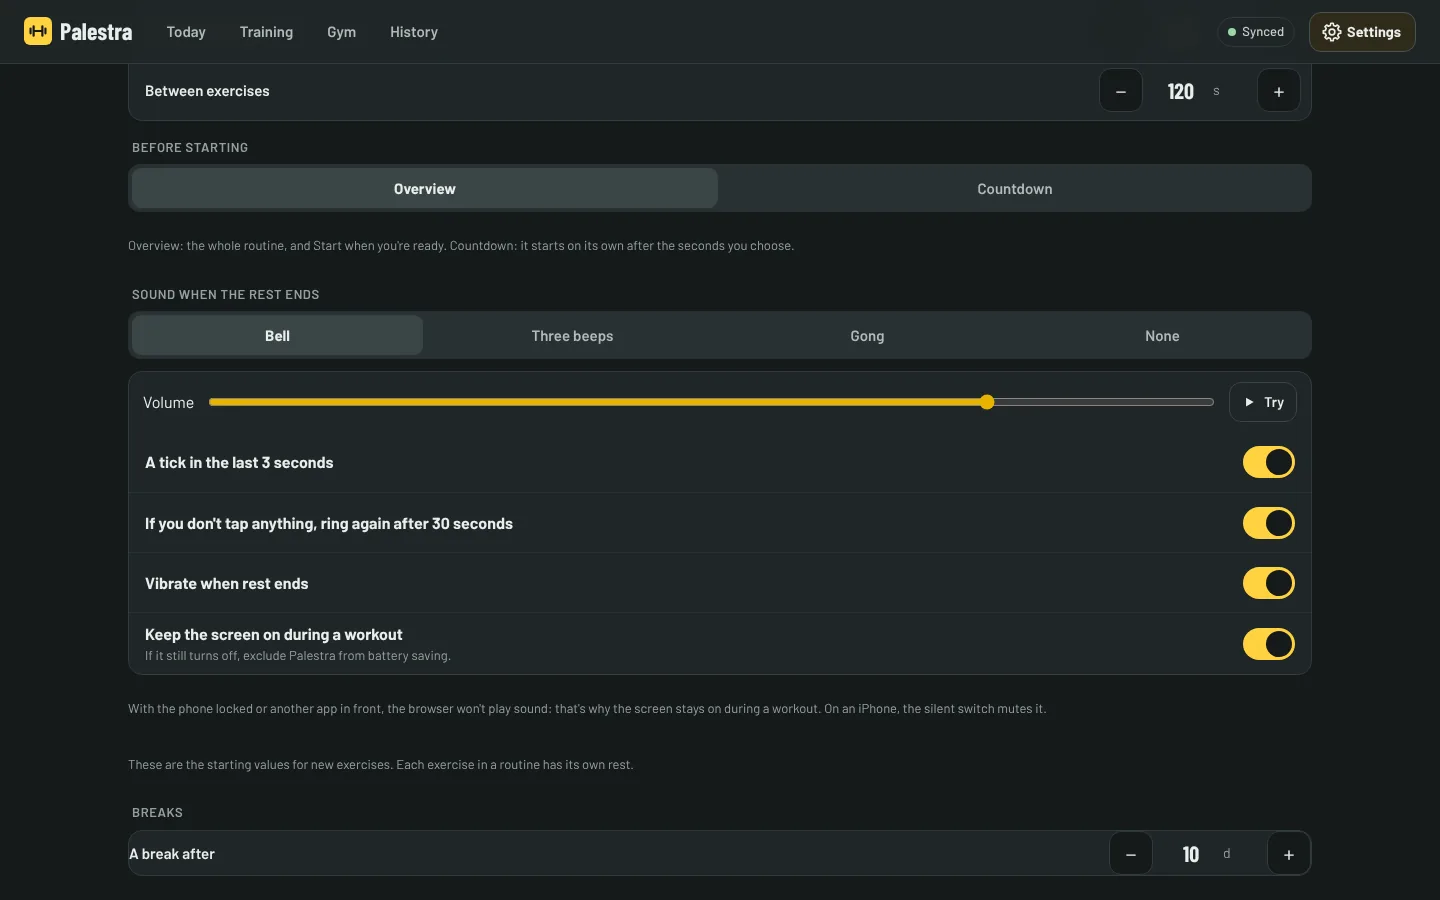 Palestra
Today
Training
Gym
History
Synced
Settings
Between exercises
−
120
s
+
BEFORE STARTING
Overview
Countdown
Overview: the whole routine, and Start when you're ready. Countdown: it starts on its own after the seconds you choose.
SOUND WHEN THE REST ENDS
Bell
Three beeps
Gong
None
Volume
Try
A tick in the last 3 seconds
If you don't tap anything, ring again after 30 seconds
Vibrate when rest ends
Keep the screen on during a workout
If it still turns off, exclude Palestra from battery saving.
With the phone locked or another app in front, the browser won't play sound: that's why the screen stays on during a workout. On an iPhone, the silent switch mutes it.
These are the starting values for new exercises. Each exercise in a routine has its own rest.
BREAKS
A break after
−
10
d
+